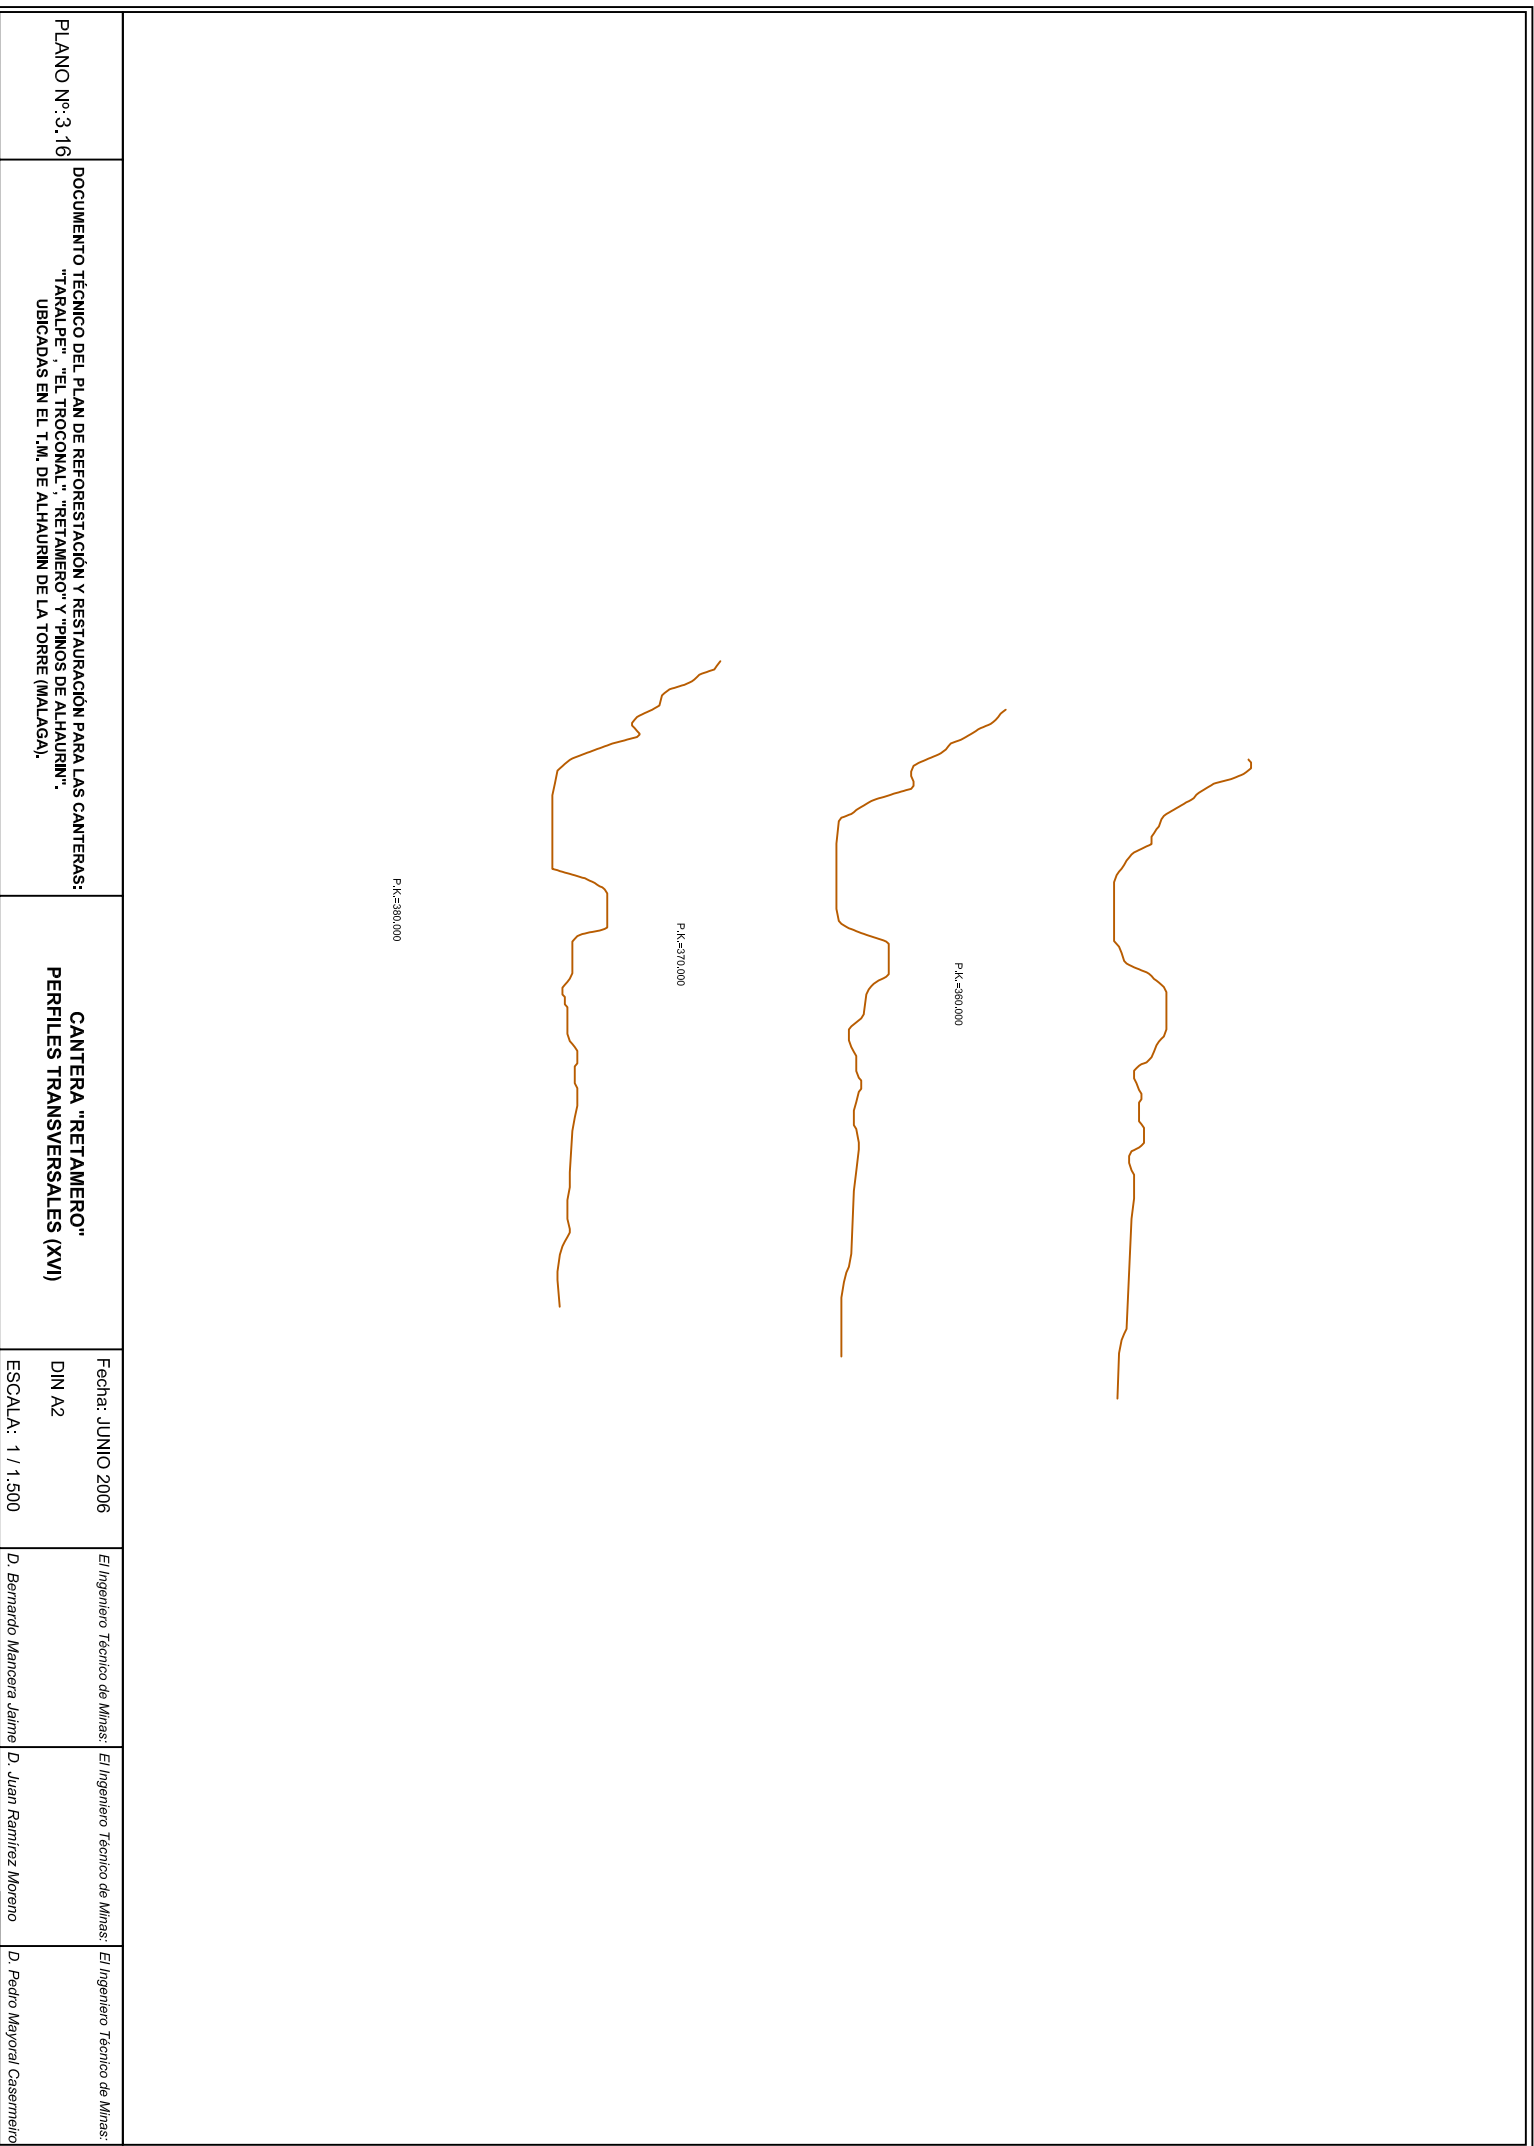 P.K.=360.000
P.K.=370.000
P.K.=380.000
PLANO Nº:3.16
DOCUMENTO TÉCNICO DEL PLAN DE REFORESTACIÓN Y RESTAURACIÓN PARA LAS CANTERAS:
"TARALPE" , "EL TROCONAL", "RETAMERO" Y "PINOS DE ALHAURIN".
UBICADAS EN EL T.M. DE ALHAURIN DE LA TORRE (MALAGA).
CANTERA "RETAMERO"
PERFILES TRANSVERSALES (XVI)
Fecha: JUNIO 2006
DIN A2
ESCALA: 1 / 1.500
El Ingeniero Técnico de Minas:
D. Bernardo Mancera Jaime
El Ingeniero Técnico de Minas:
D. Juan Ramírez Moreno
El Ingeniero Técnico de Minas:
D. Pedro Mayoral Casermeiro